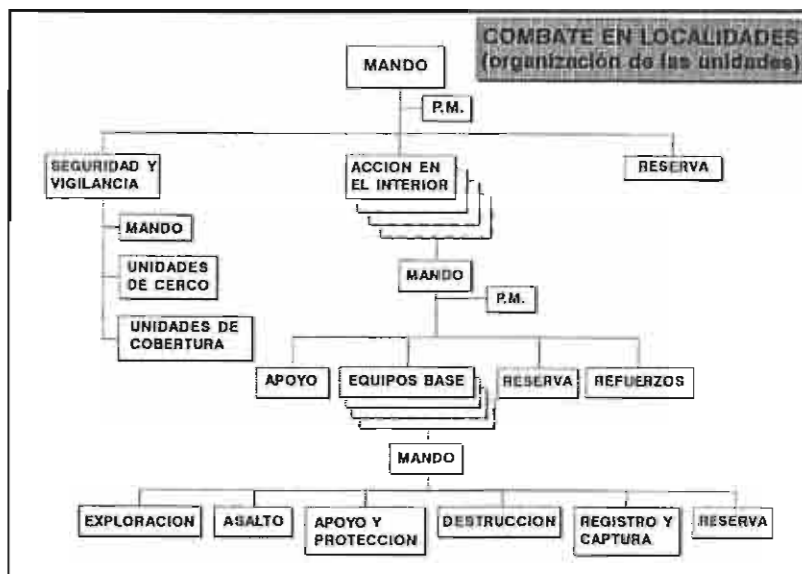 COMBATE EN LOCALIDADES
(organización de las unidades)
MANDO
P.M.
SEGURIDAD Y
VIGILANCIA
ACCION EN
EL INTERIOR
RESERVA
MANDO
UNIDADES
DE CERCO
UNIDADES DE
COBERTURA
MANDO
P.M.
APOYO
EQUIPOS BASE
RESERVA
REFUERZOS
MANDO
EXPLORACION
ASALTO
APOYO Y
PROTECCION
DESTRUCCION
REGISTRO Y
CAPTURA
RESERVA